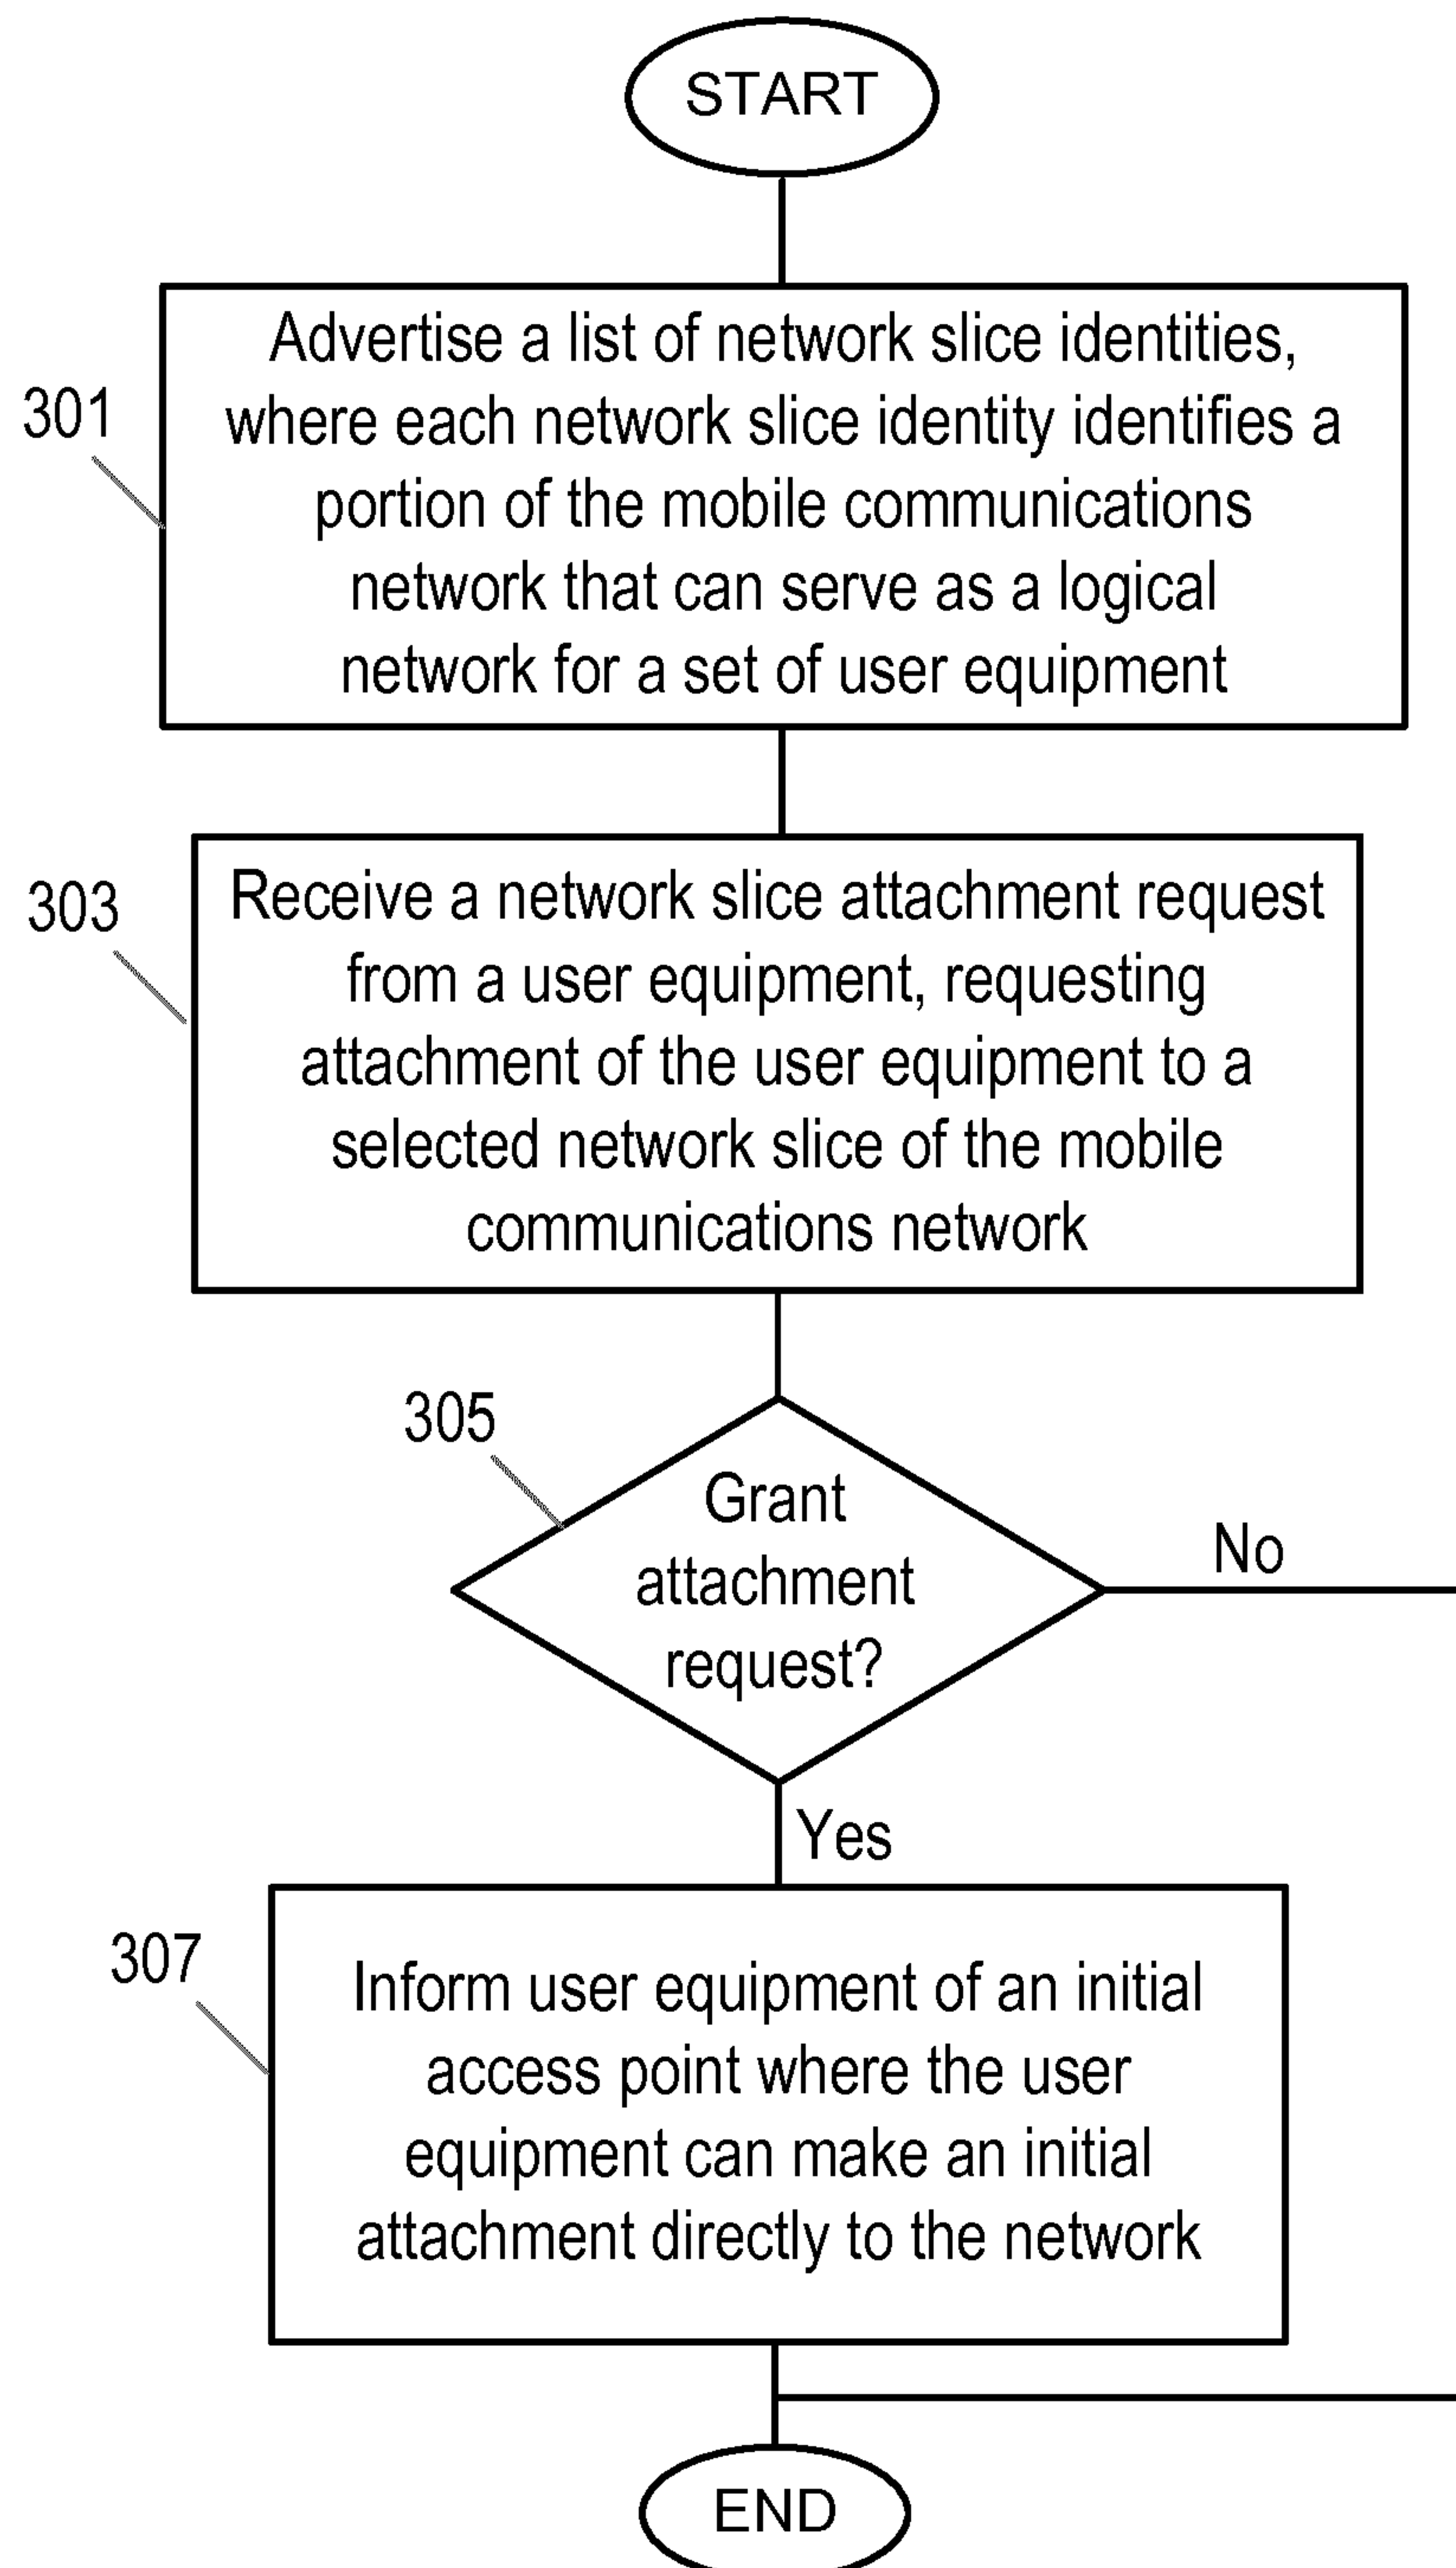 START
301
Advertise a list of network slice identities,
where each network slice identity identifies a
portion of the mobile communications
network that can serve as a logical
network for a set of user equipment
303
Receive a network slice attachment request
from a user equipment, requesting
attachment of the user equipment to a
selected network slice of the mobile
communications network
305
Grant
attachment
request?
No
Yes
307
Inform user equipment of an initial
access point where the user
equipment can make an initial
attachment directly to the network
END